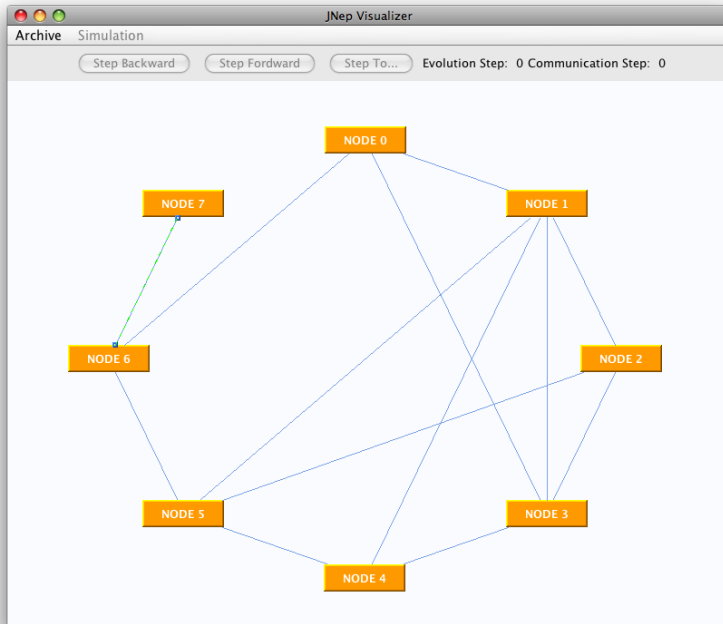 JNep Visualizer
Archive Simulation
Step Backward Step Fordward Step To... Evolution Step: 0 Communication Step: 0
NODE 0
NODE 7 NODE 1
NODE 6 NODE 2
NODE 5 NODE 3
NODE 4